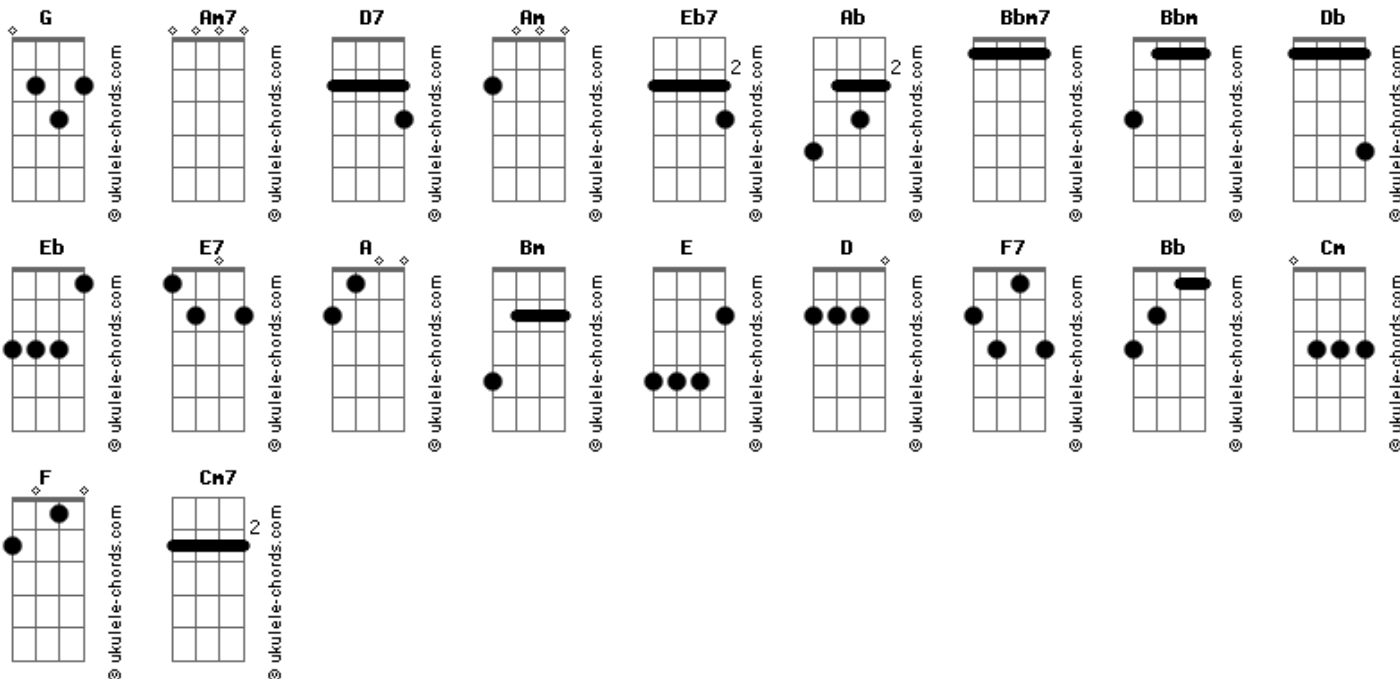 G Am7 D7 Am Eb7 Ab Bbm7 Bbm Db
2 2
© ukulele-chords.com © ukulele-chords.com © ukulele-chords.com © ukulele-chords.com © ukulele-chords.com © ukulele-chords.com © ukulele-chords.com © ukulele-chords.com © ukulele-chords.com
Eb E7 A Bm E D F7 Bb Cm
© ukulele-chords.com © ukulele-chords.com © ukulele-chords.com © ukulele-chords.com © ukulele-chords.com © ukulele-chords.com © ukulele-chords.com © ukulele-chords.com © ukulele-chords.com
F Cm7
2
© ukulele-chords.com © ukulele-chords.com